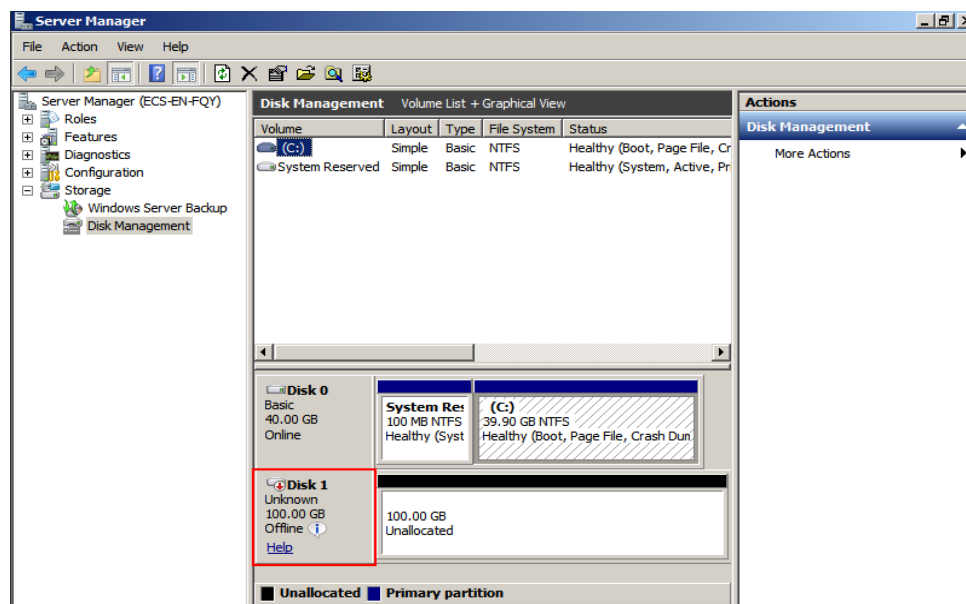 Server Manager
File Action View Help
Server Manager (ECS-EN-FQY)
Roles
Features
Diagnostics
Configuration
Storage
Windows Server Backup
Disk Management
Disk Management Volume List + Graphical View
Volume Layout Type File System Status
(C:) Simple Basic NTFS Healthy (Boot, Page File, Cr
System Reserved Simple Basic NTFS Healthy (System, Active, Pri
Disk 0
Basic
40.00 GB
Online
System Res
100 MB NTFS
Healthy (Syst
(C:)
39.90 GB NTFS
Healthy (Boot, Page File, Crash Dun
Disk 1
Unknown
100.00 GB
Offline
Help
100.00 GB
Unallocated
Unallocated Primary partition
Actions
Disk Management
More Actions